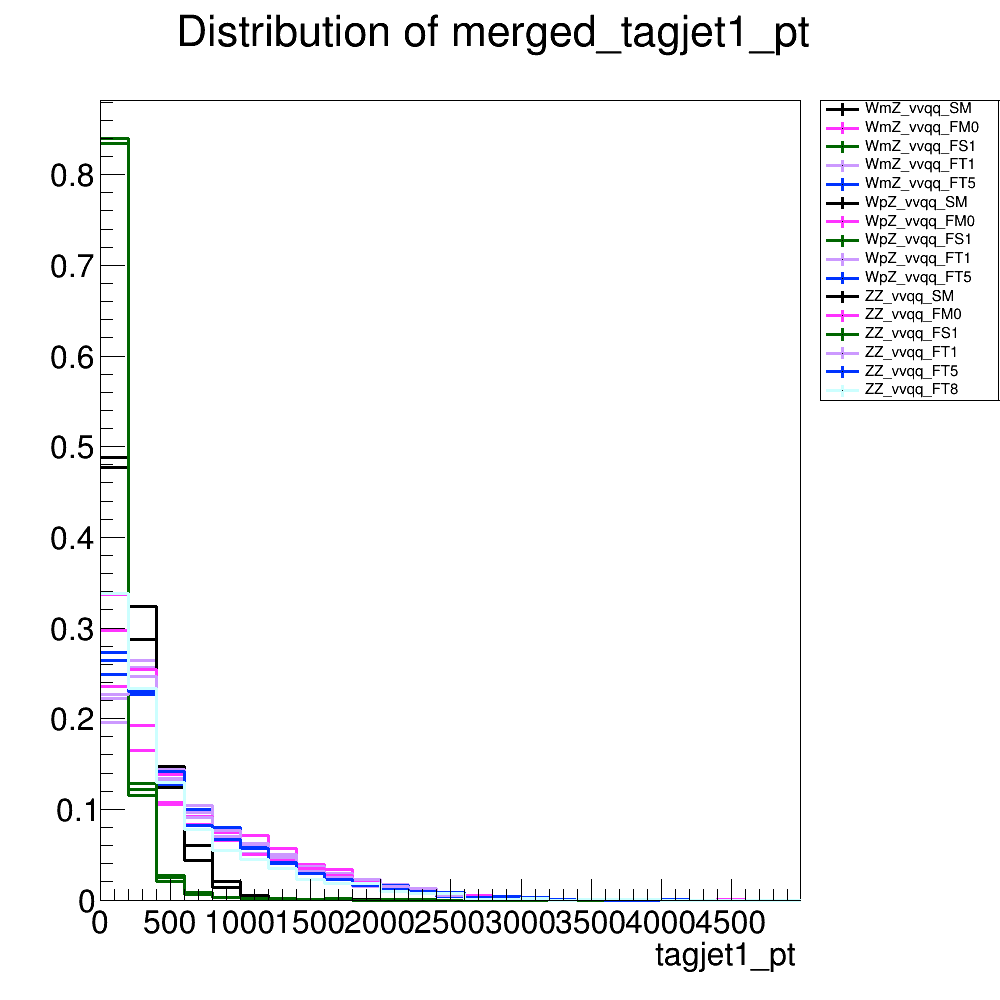 Distribution of merged_tagjet1_pt
WmZ_vvqq_SM
WmZ_vvqq_FM0
WmZ_vvqq_FS1
WmZ_vvqq_FT1
WmZ_vvqq_FT5
WpZ_vvqq_SM
WpZ_vvqq_FM0
WpZ_vvqq_FS1
WpZ_vvqq_FT1
WpZ_vvqq_FT5
ZZ_vvqq_SM
ZZ_vvqq_FM0
ZZ_vvqq_FS1
ZZ_vvqq_FT1
ZZ_vvqq_FT5
ZZ_vvqq_FT8
0.8
0.7
0.6
0.5
0.4
0.3
0.2
0.1
0
0 500 1000 1500 2000 2500 3000 3500 4000 4500
tagjet1_pt